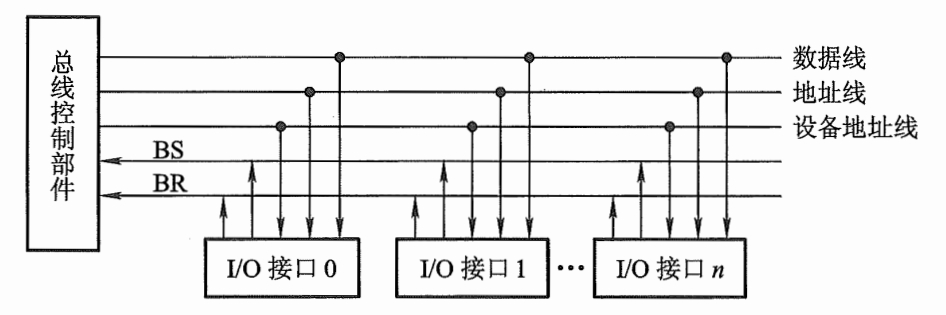 总线控制部件
数据线
地址线
设备地址线
BS
BR
I/O 接口 0
I/O 接口 1
···
I/O 接口 n